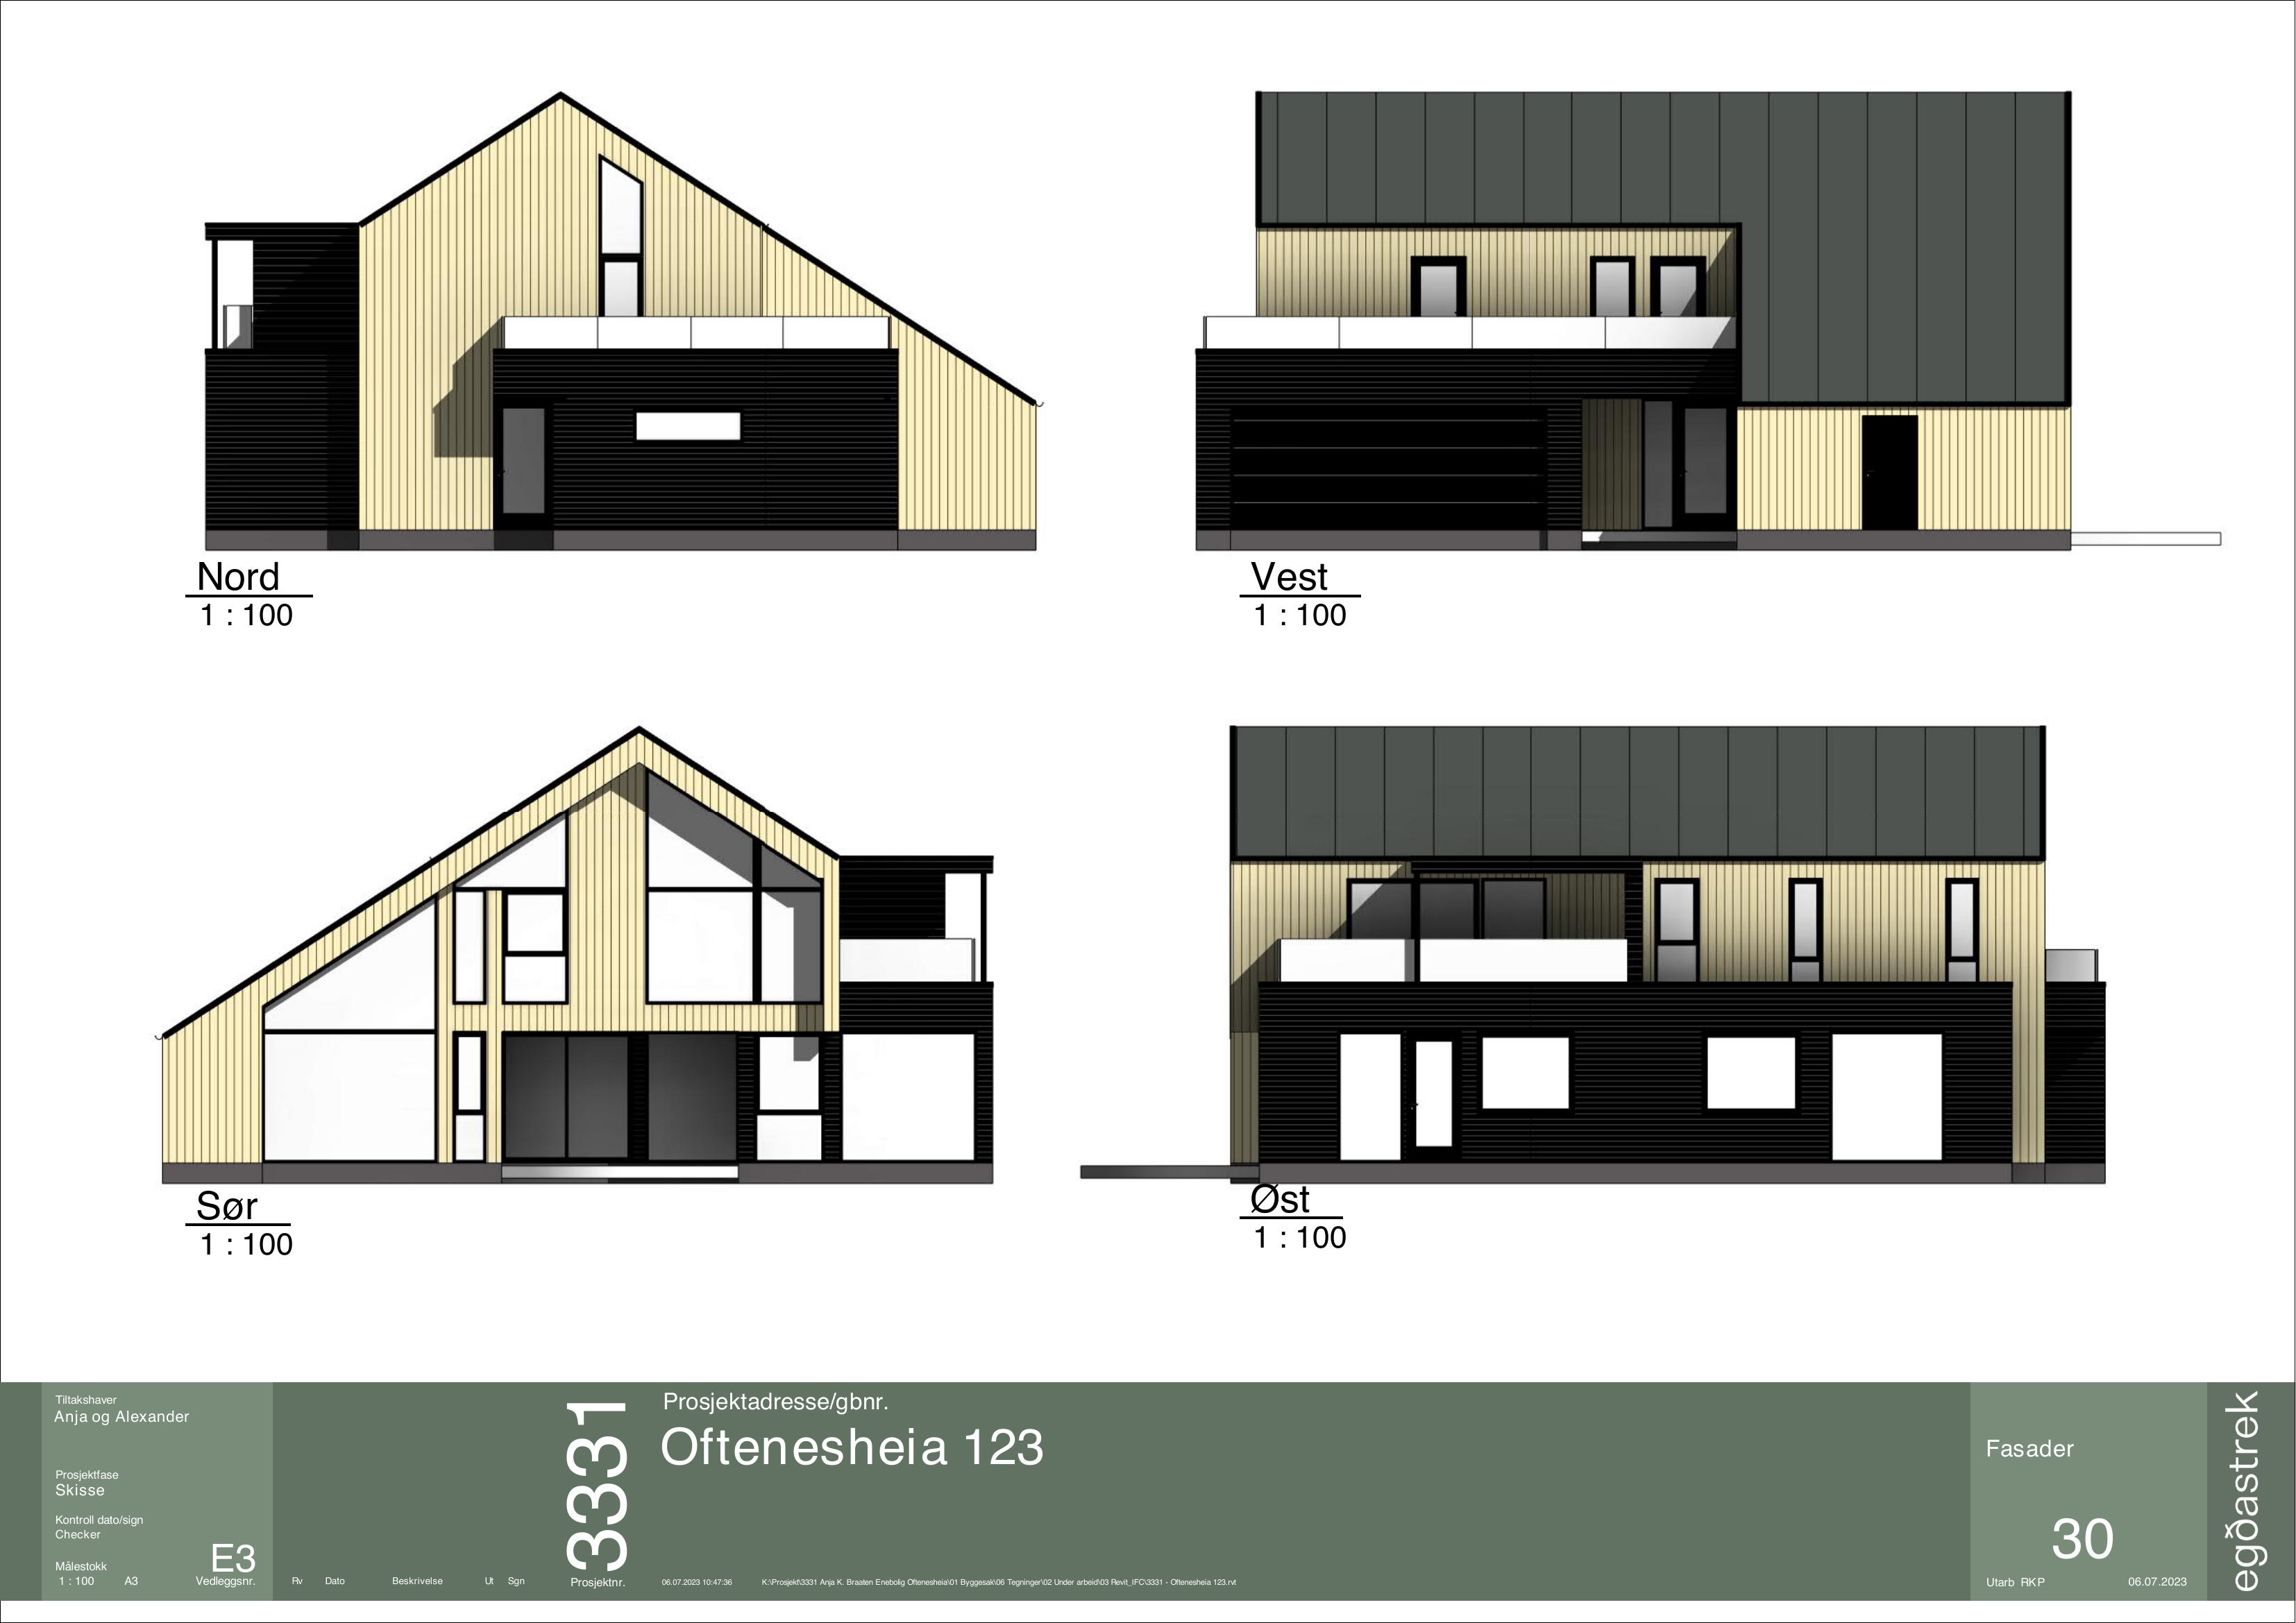 Nord
1 : 100
Vest
1 : 100
Sør
1 : 100
Øst
1 : 100
Tiltakshaver
Anja og Alexander
Prosjektfase
Skisse
Kontroll dato/sign
Checker
Målestokk
1 : 100 A3
E3
Vedleggsnr.
Rv Dato Beskrivelse Ut Sgn
3331
Prosjektnr.
Prosjektadresse/gbnr.
Oftenesheia 123
06.07.2023 10:47:36 K:\Prosjekt\3331 Anja K. Braaten Enebolig Oftenesheia\01 Byggesak\06 Tegninger\02 Under arbeid\03 Revit_IFC\3331 - Oftenesheia 123.rvt
Fasader
30
Utarb RKP 06.07.2023
egðastrek